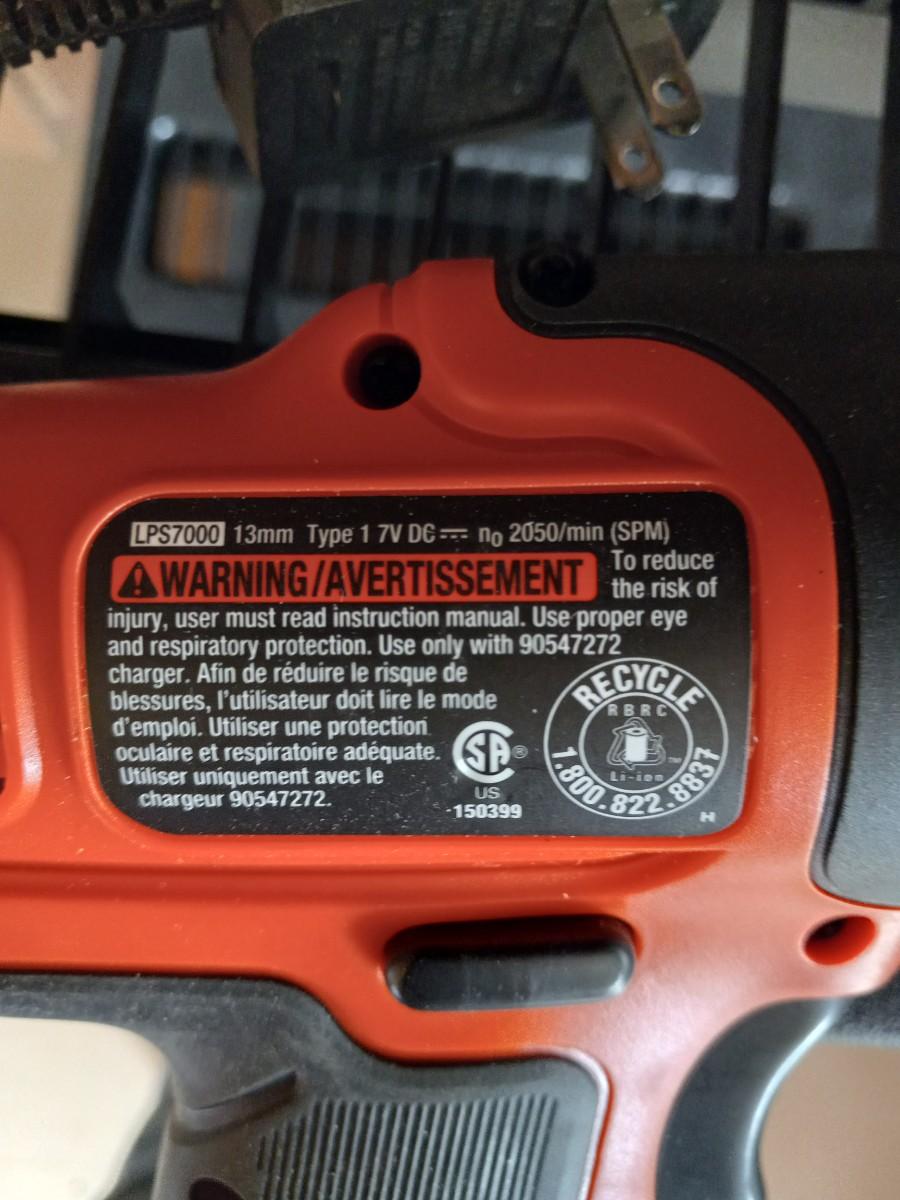 LPS7000 13mm Type 1 7V DC n0 2050/min (SPM)
WARNING/AVERTISSEMENT To reduce
the risk of
injury, user must read instruction manual. Use proper eye
and respiratory protection. Use only with 90547272
charger. Afin de réduire le risque de
blessures, l'utilisateur doit lire le mode
d'emploi. Utiliser une protection
oculaire et respiratoire adéquate.
Utiliser uniquement avec le
chargeur 90547272.
SA ®
US
150399
RECYCLE
RBRC
TM
Li-ion
1.800.822.8837
H